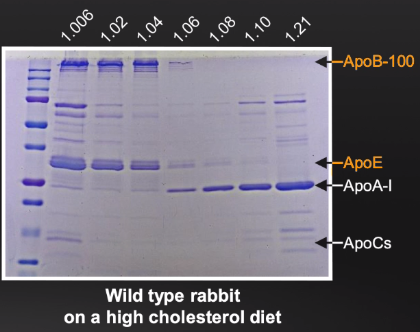 1.006 1.02 1.04 1.06 1.08 1.10 1.21
ApoB-100
ApoE
ApoA-I
ApoCs
Wild type rabbit
on a high cholesterol diet